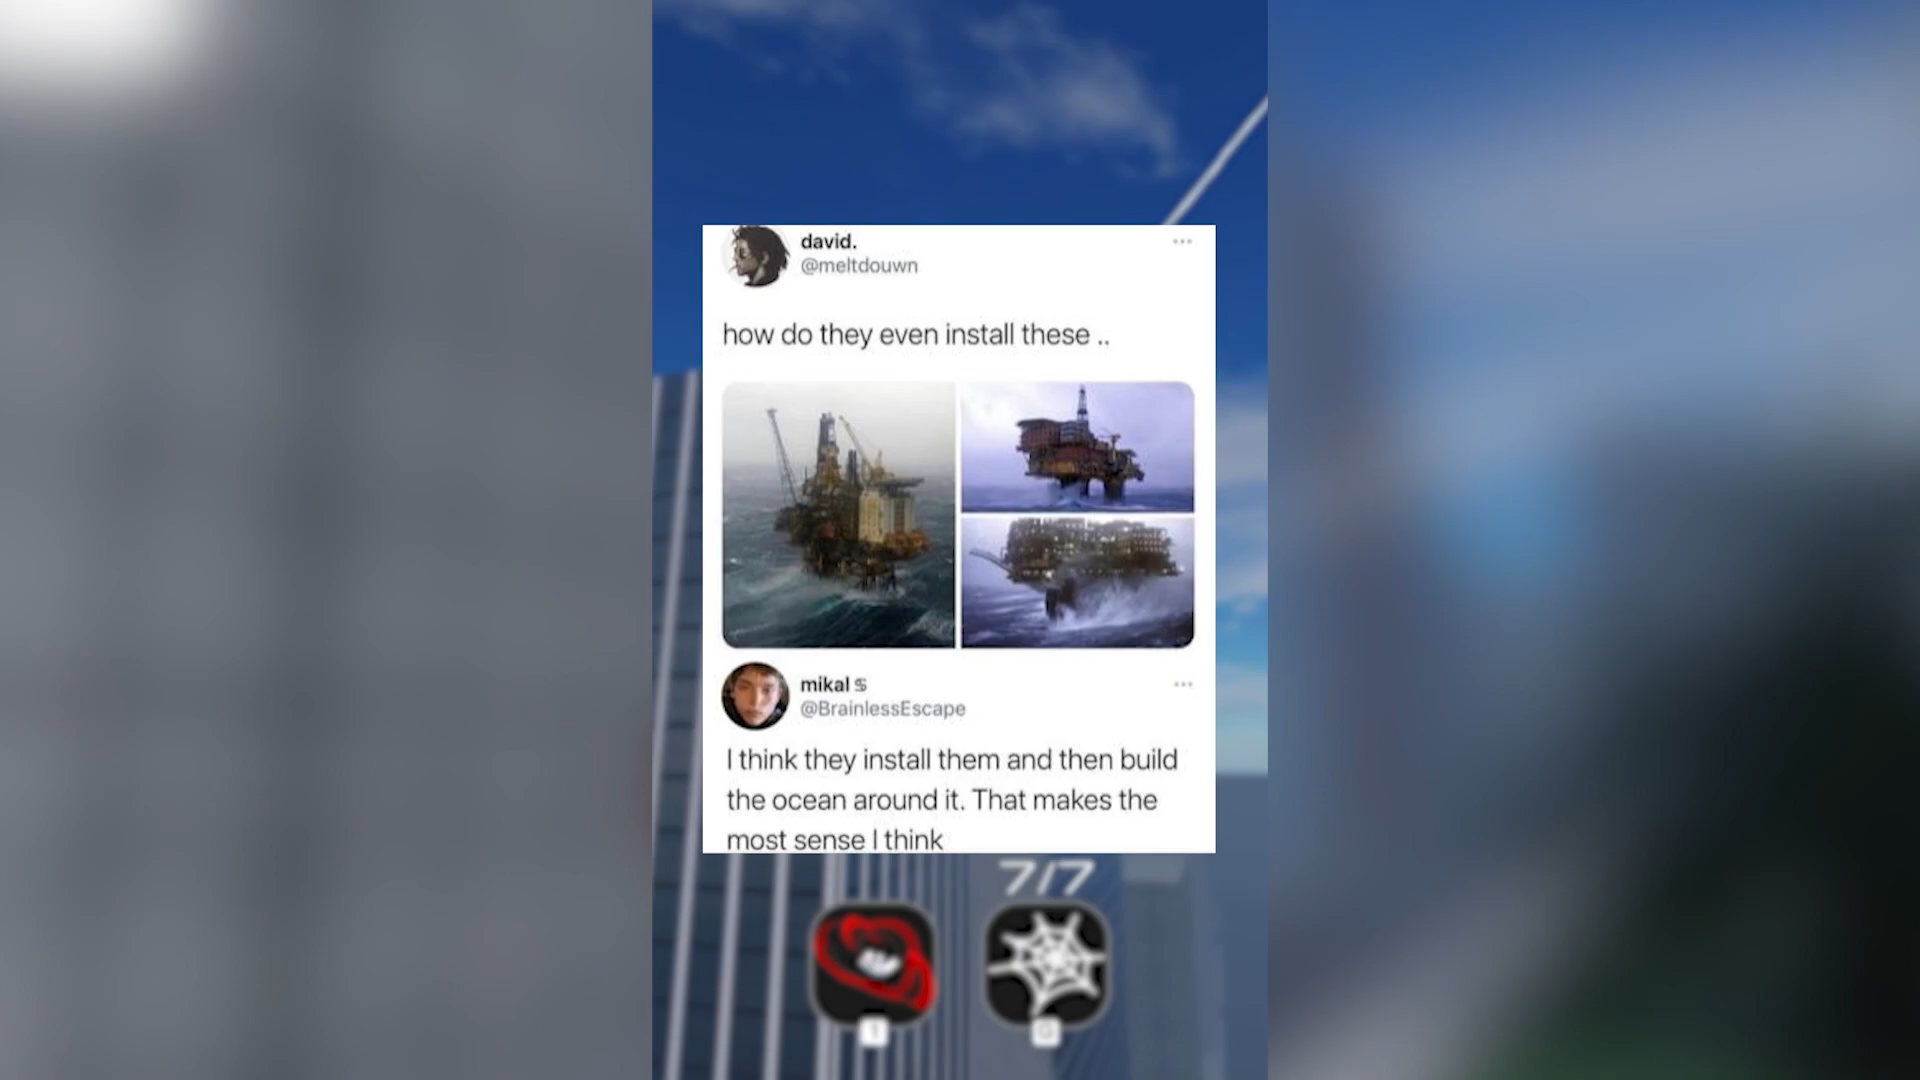 david.
@meltdouwn
how do they even install these ..
mikal
@BrainlessEscape
I think they install them and then build
the ocean around it. That makes the
most sense I think
7/7
1